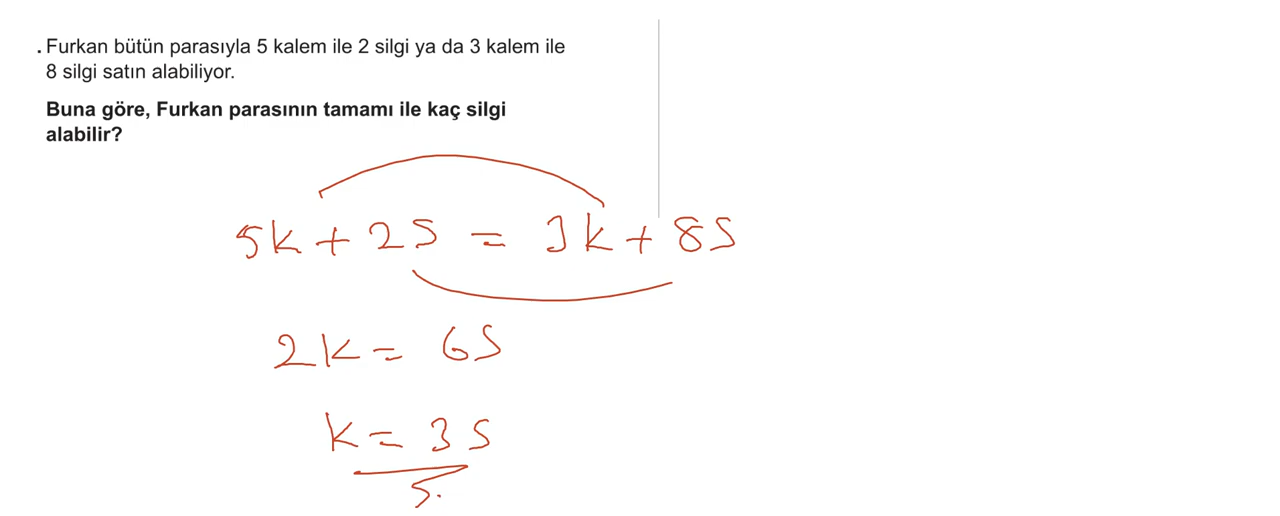 . Furkan bütün parasıyla 5 kalem ile 2 silgi ya da 3 kalem ile
8 silgi satın alabiliyor.
Buna göre, Furkan parasının tamamı ile kaç silgi
alabilir?
5k + 2S = 3k + 8S
2k = 6S
k = 3S
5.